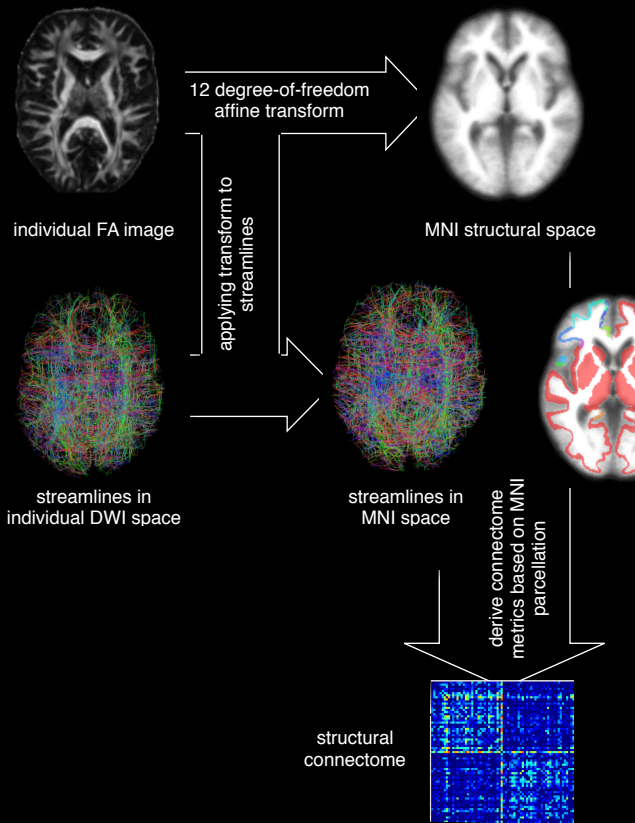 12 degree-of-freedom
affine transform
individual FA image
MNI structural space
applying transform to
streamlines
streamlines in
individual DWI space
streamlines in
MNI space
derive connectome
metrics based on MNI
parcellation
structural
connectome